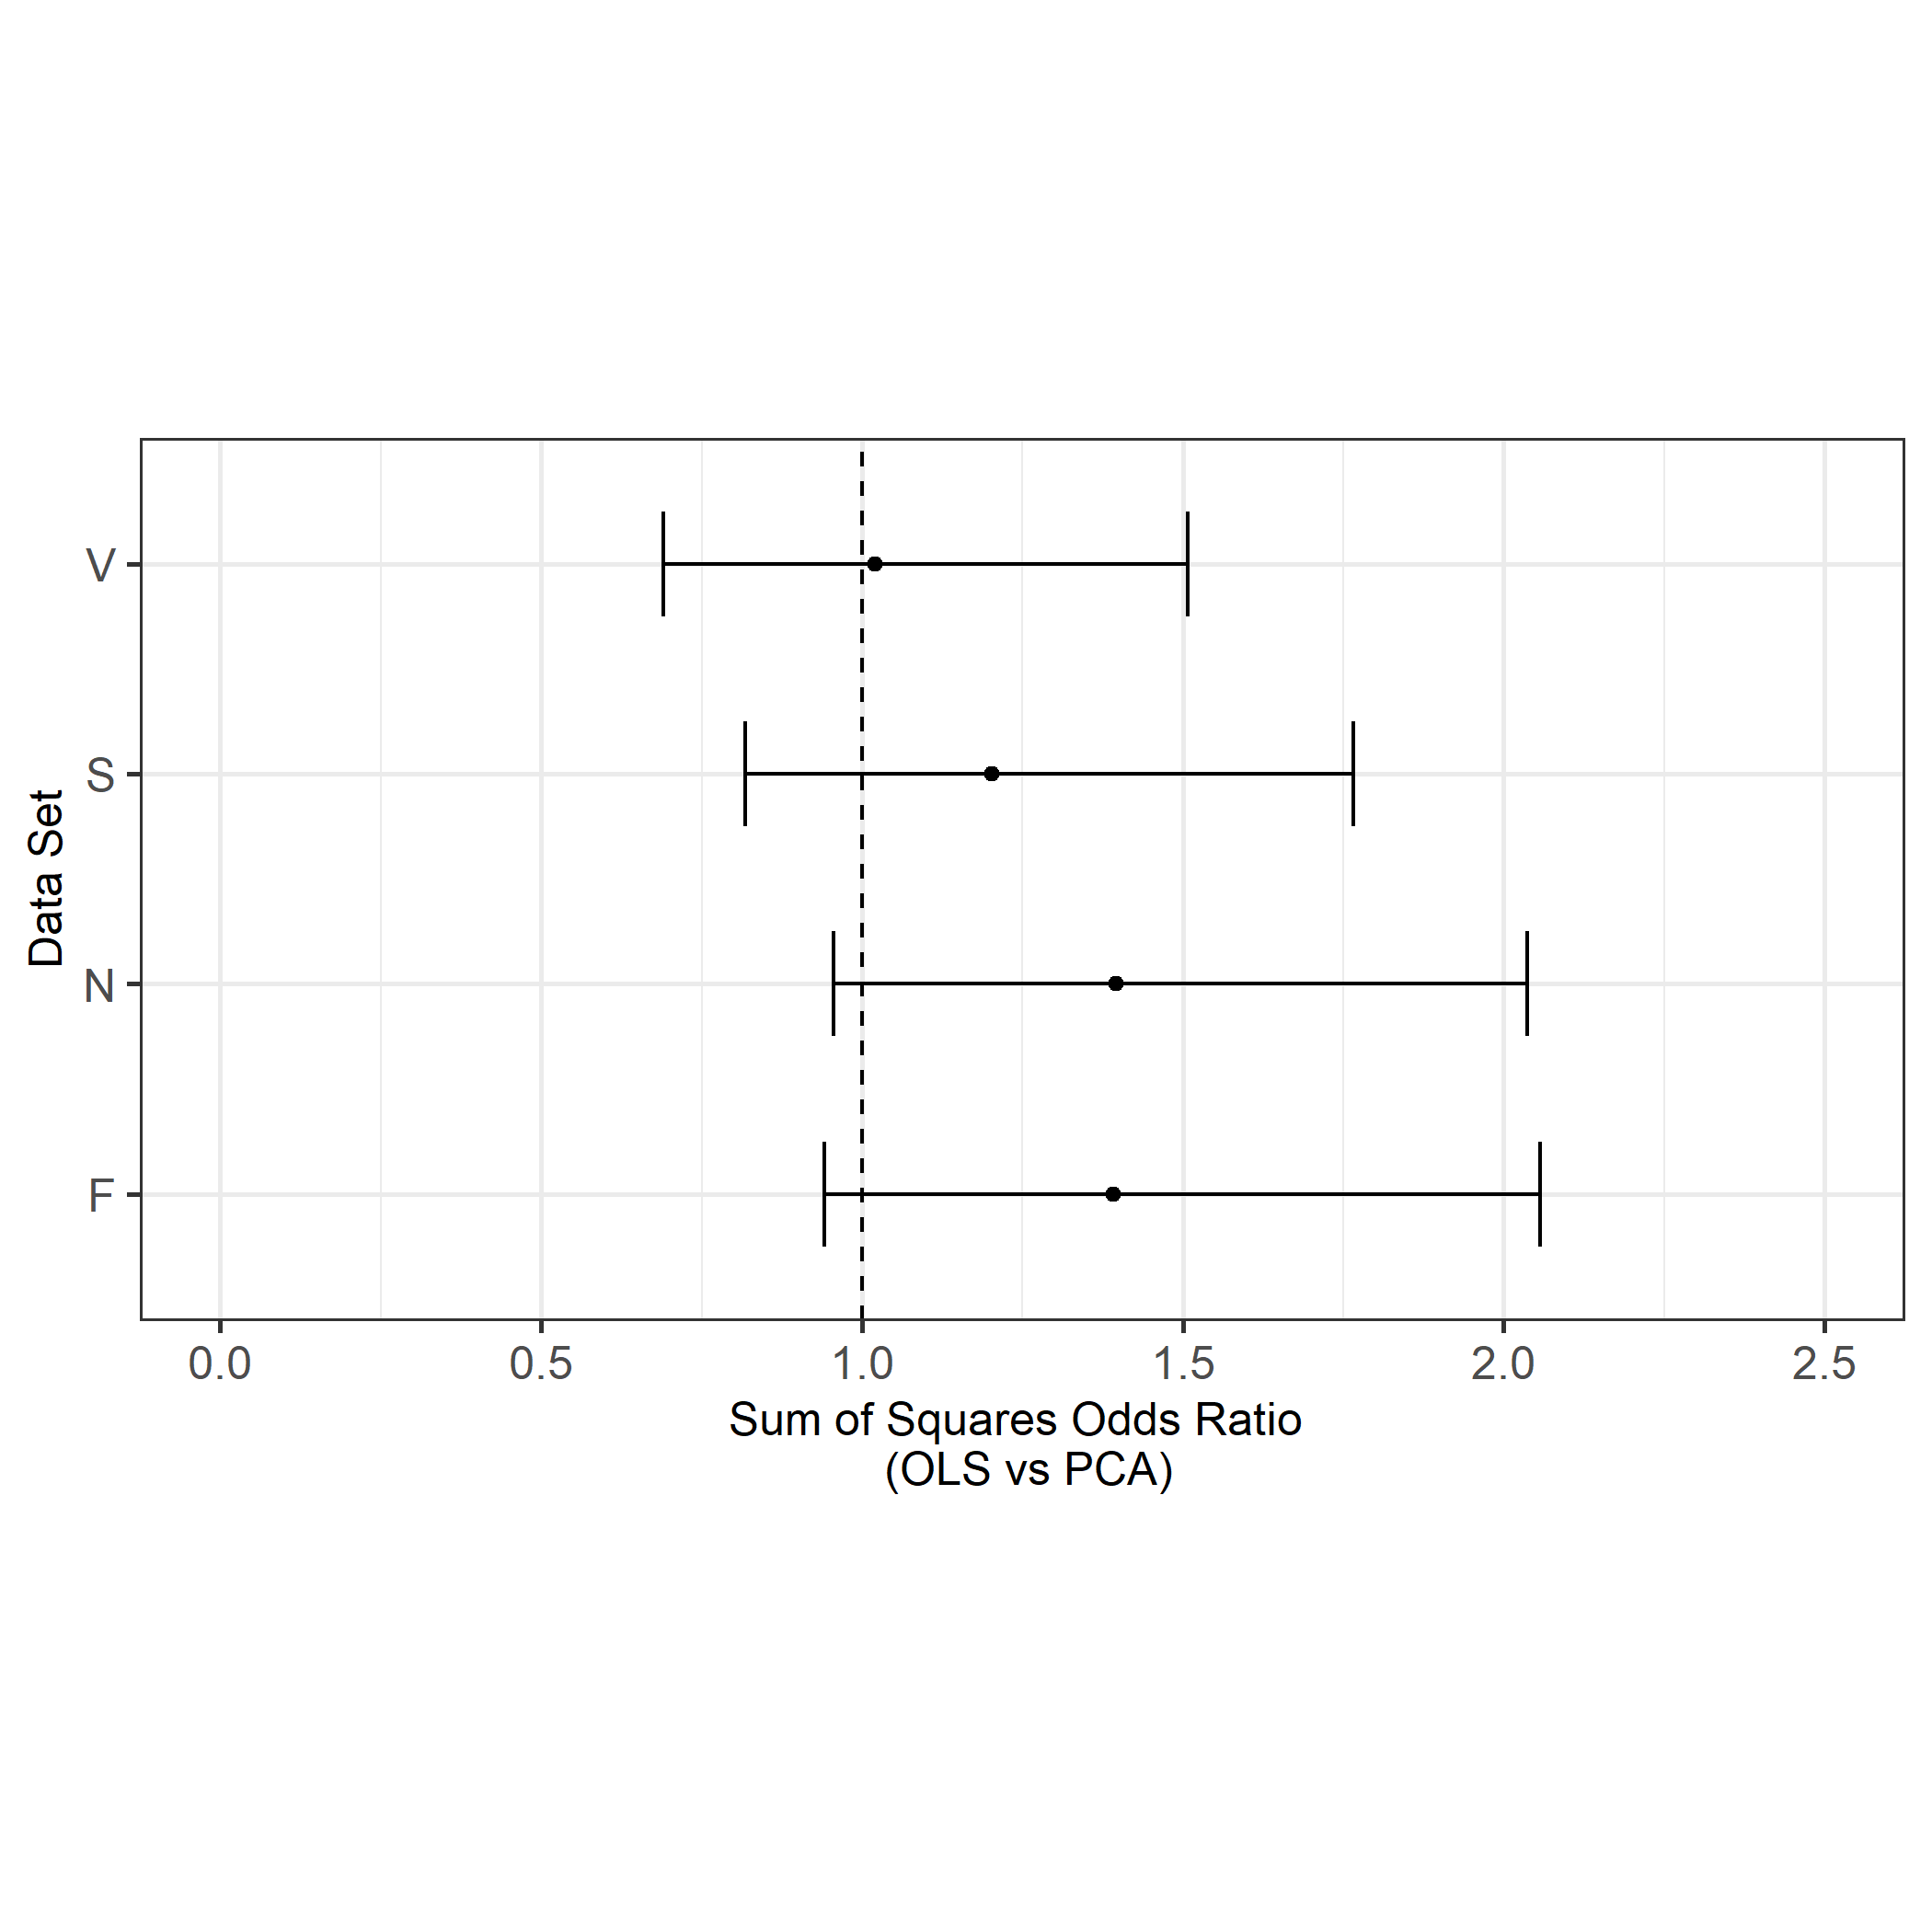 Data Set
V
S
N
F
0.0 0.5 1.0 1.5 2.0 2.5
Sum of Squares Odds Ratio
(OLS vs PCA)